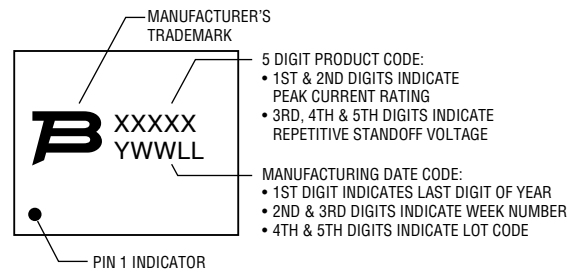 MANUFACTURER'S
TRADEMARK
5 DIGIT PRODUCT CODE:
• 1ST & 2ND DIGITS INDICATE
PEAK CURRENT RATING
• 3RD, 4TH & 5TH DIGITS INDICATE
REPETITIVE STANDOFF VOLTAGE
XXXXX
YWWLL
MANUFACTURING DATE CODE:
• 1ST DIGIT INDICATES LAST DIGIT OF YEAR
• 2ND & 3RD DIGITS INDICATE WEEK NUMBER
• 4TH & 5TH DIGITS INDICATE LOT CODE
PIN 1 INDICATOR